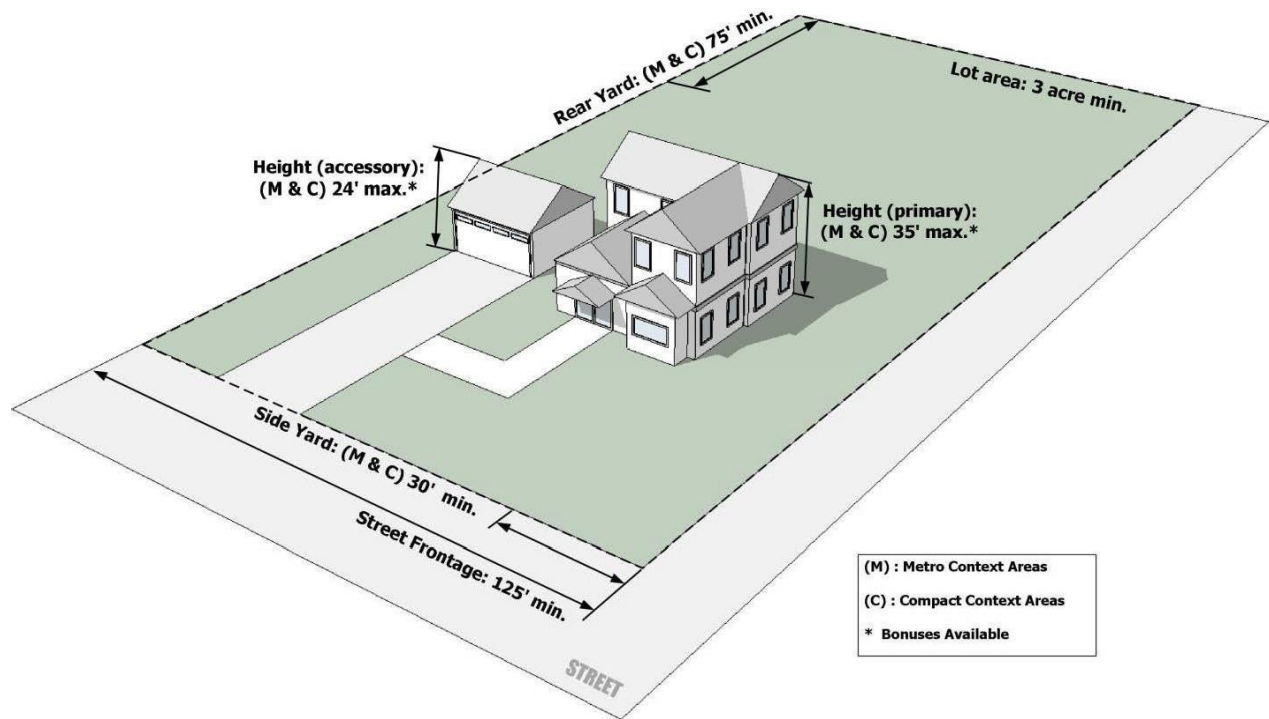 Rear Yard: (M & C) 75' min.
Lot area: 3 acre min.
Height (accessory):
(M & C) 24' max.*
Height (primary):
(M & C) 35' max.*
Side Yard: (M & C) 30' min.
Street Frontage: 125' min.
(M) : Metro Context Areas
(C) : Compact Context Areas
* Bonuses Available
STREET